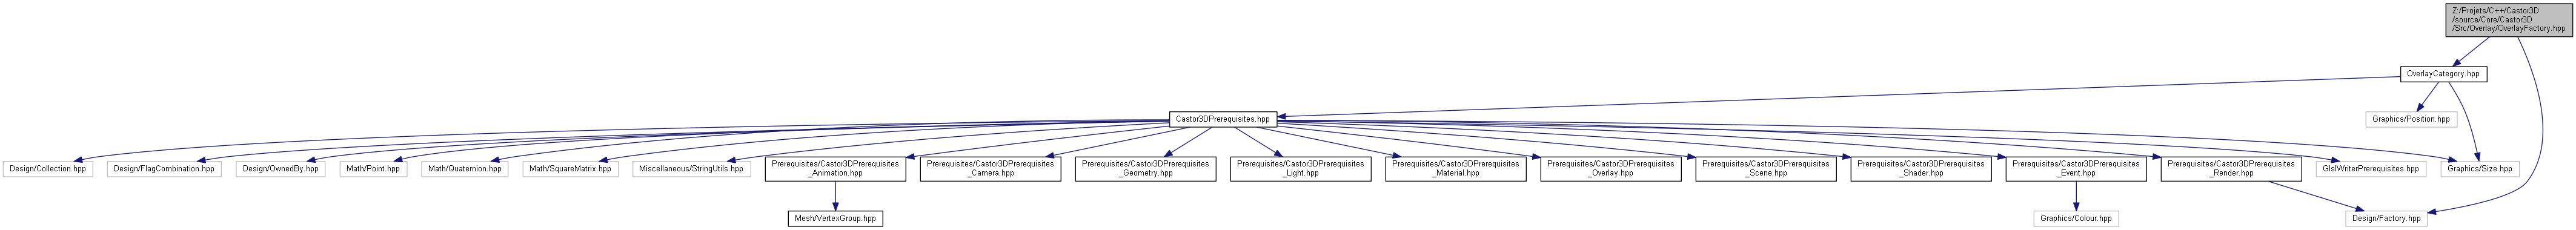 Z:/Projets/C++/Castor3D
/source/Core/Castor3D
/Src/Overlay/OverlayFactory.hpp
OverlayCategory.hpp
Castor3DPrerequisites.hpp
Graphics/Position.hpp
Design/Collection.hpp
Design/FlagCombination.hpp
Design/OwnedBy.hpp
Math/Point.hpp
Math/Quaternion.hpp
Math/SquareMatrix.hpp
Miscellaneous/StringUtils.hpp
Prerequisites/Castor3DPrerequisites
_Animation.hpp
Prerequisites/Castor3DPrerequisites
_Camera.hpp
Prerequisites/Castor3DPrerequisites
_Geometry.hpp
Prerequisites/Castor3DPrerequisites
_Light.hpp
Prerequisites/Castor3DPrerequisites
_Material.hpp
Prerequisites/Castor3DPrerequisites
_Overlay.hpp
Prerequisites/Castor3DPrerequisites
_Scene.hpp
Prerequisites/Castor3DPrerequisites
_Shader.hpp
Prerequisites/Castor3DPrerequisites
_Event.hpp
Prerequisites/Castor3DPrerequisites
_Render.hpp
GlslWriterPrerequisites.hpp
Graphics/Size.hpp
Mesh/VertexGroup.hpp
Graphics/Colour.hpp
Design/Factory.hpp